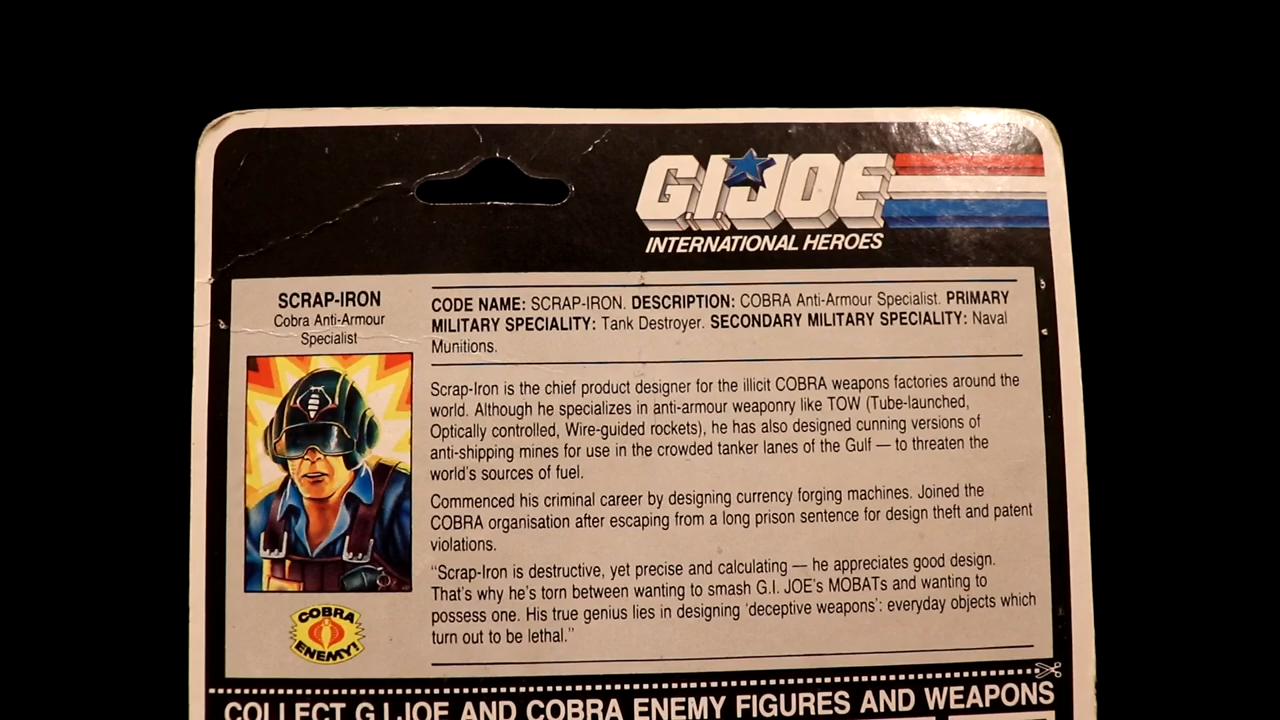 G.I.JOE
INTERNATIONAL HEROES
SCRAP-IRON
Cobra Anti-Armour
Specialist
CODE NAME: SCRAP-IRON. DESCRIPTION: COBRA Anti-Armour Specialist. PRIMARY
MILITARY SPECIALITY: Tank Destroyer. SECONDARY MILITARY SPECIALITY: Naval
Munitions.
Scrap-Iron is the chief product designer for the illicit COBRA weapons factories around the
world. Although he specializes in anti-armour weaponry like TOW (Tube-launched,
Optically controlled, Wire-guided rockets), he has also designed cunning versions of
anti-shipping mines for use in the crowded tanker lanes of the Gulf — to threaten the
world's sources of fuel.
Commenced his criminal career by designing currency forging machines. Joined the
COBRA organisation after escaping from a long prison sentence for design theft and patent
violations.
“Scrap-Iron is destructive, yet precise and calculating — he appreciates good design.
That's why he's torn between wanting to smash G.I. JOE's MOBATs and wanting to
possess one. His true genius lies in designing ‘deceptive weapons’: everyday objects which
turn out to be lethal.”
COBRA
ENEMY!
COLLECT G.I.JOE AND COBRA ENEMY FIGURES AND WEAPONS